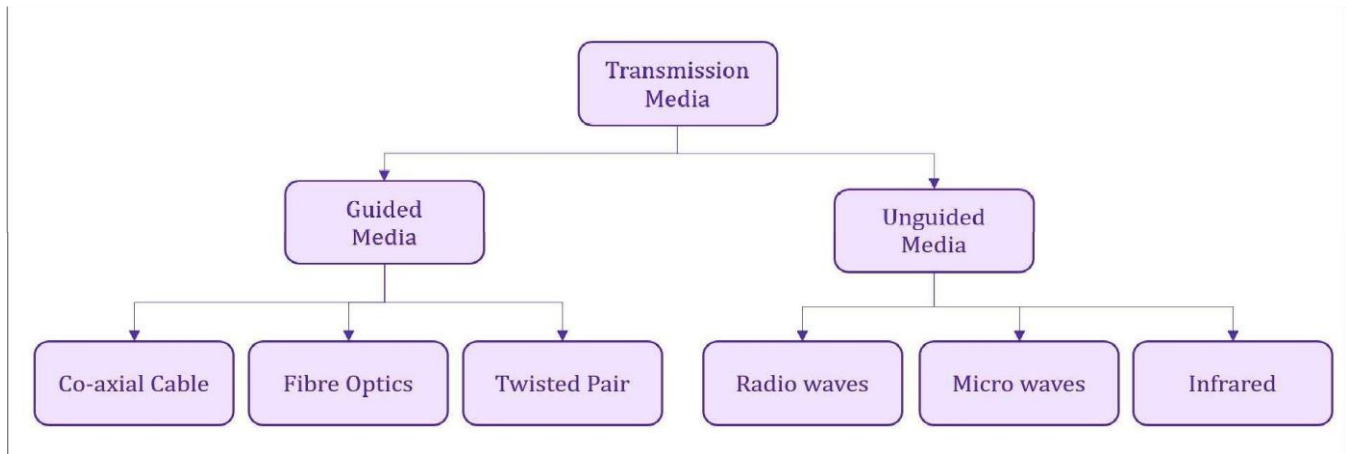 Transmission
Media
Guided
Media
Unguided
Media
Co-axial Cable
Fibre Optics
Twisted Pair
Radio waves
Micro waves
Infrared